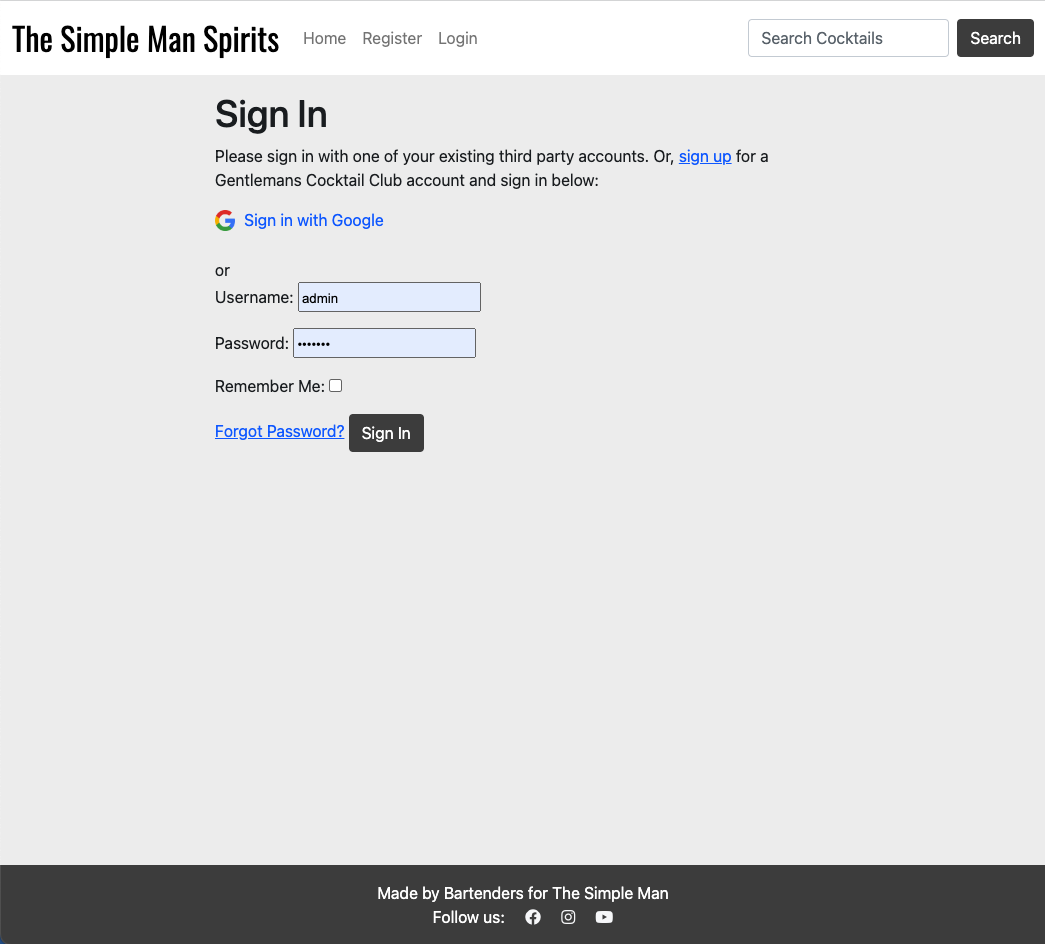 The Simple Man Spirits Home Register Login Search Cocktails Search
Sign In
Please sign in with one of your existing third party accounts. Or, sign up for a
Gentlemans Cocktail Club account and sign in below:
Sign in with Google
or
Username: admin
Password: •••••••
Remember Me:
Forgot Password? Sign In
Made by Bartenders for The Simple Man
Follow us: